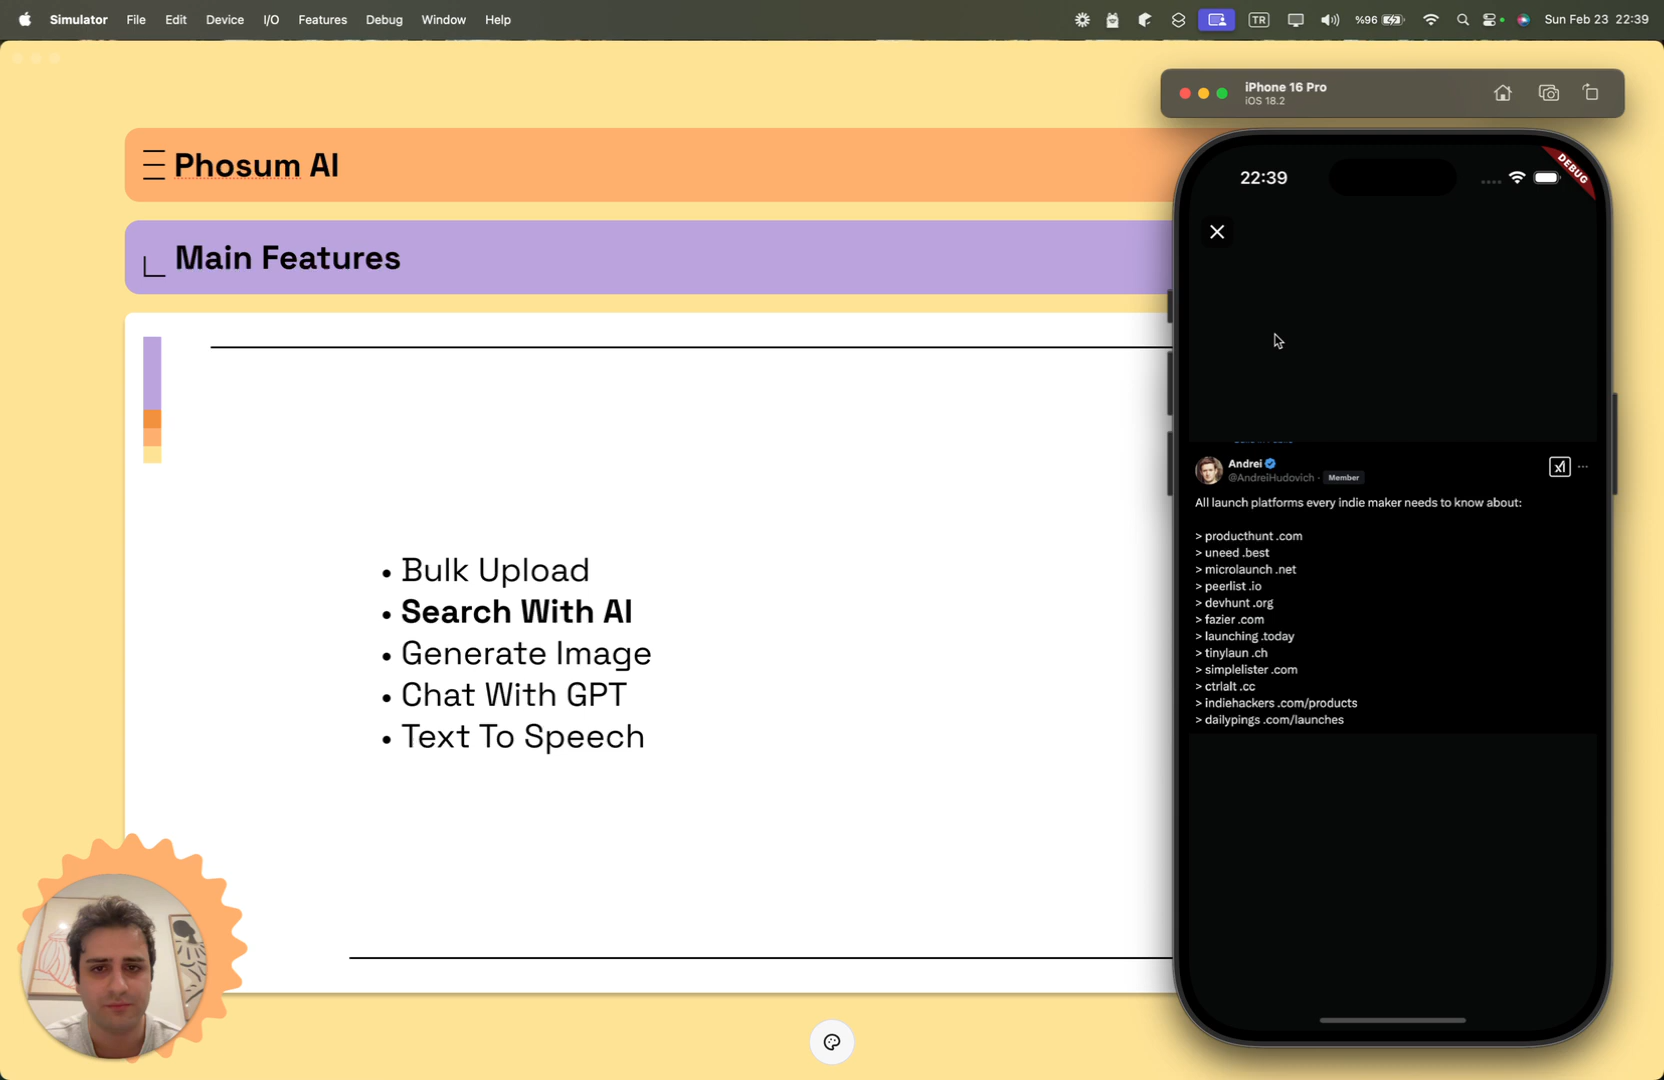 Simulator File Edit Device I/O Features Debug Window Help
TR %96 Sun Feb 23 22:39
iPhone 16 Pro
iOS 18.2
Phosum AI
Main Features
• Bulk Upload
• Search With AI
• Generate Image
• Chat With GPT
• Text To Speech
22:39
DEBUG
Andrei
@AndreiHudovich · Member
All launch platforms every indie maker needs to know about:
> producthunt .com
> uneed .best
> microlaunch .net
> peerlist .io
> devhunt .org
> fazier .com
> launching .today
> tinylaun .ch
> simplelister .com
> ctrlalt .cc
> indiehackers .com/products
> dailypings .com/launches